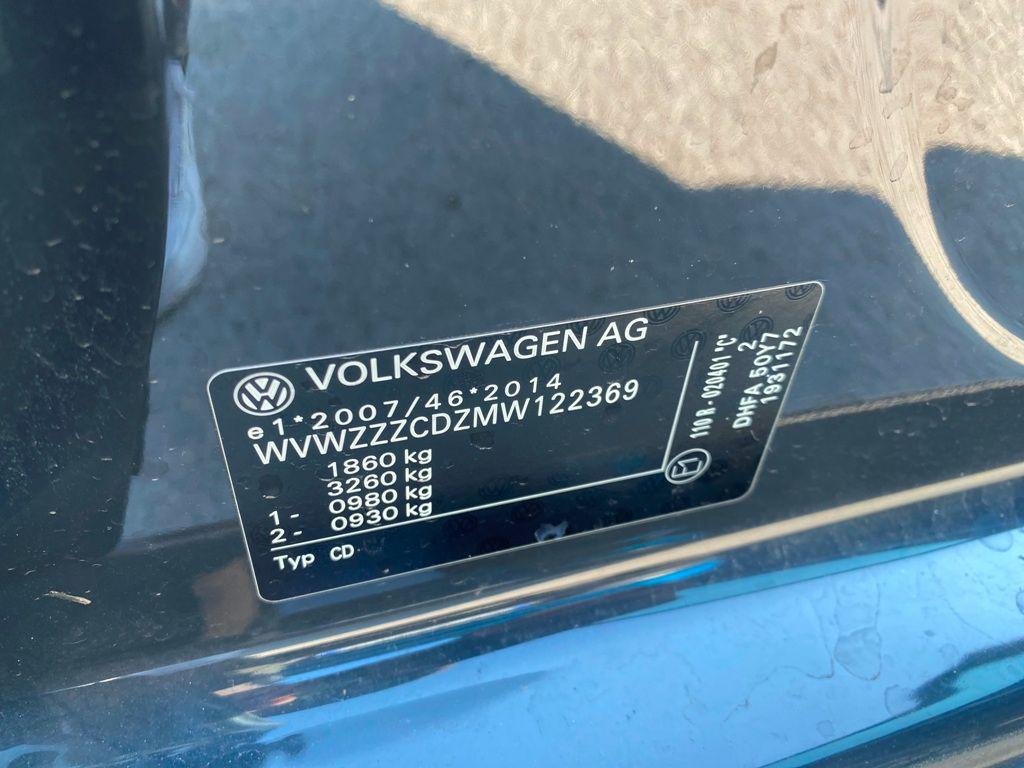 VOLKSWAGEN AG
e1*2007/46*2014
WVWZZZCDZMW122369
1860 kg
3260 kg
1- 0980 kg
2- 0930 kg
Typ CD
110 R - 020401 "C"
2
DHFA 50Y7
1931172